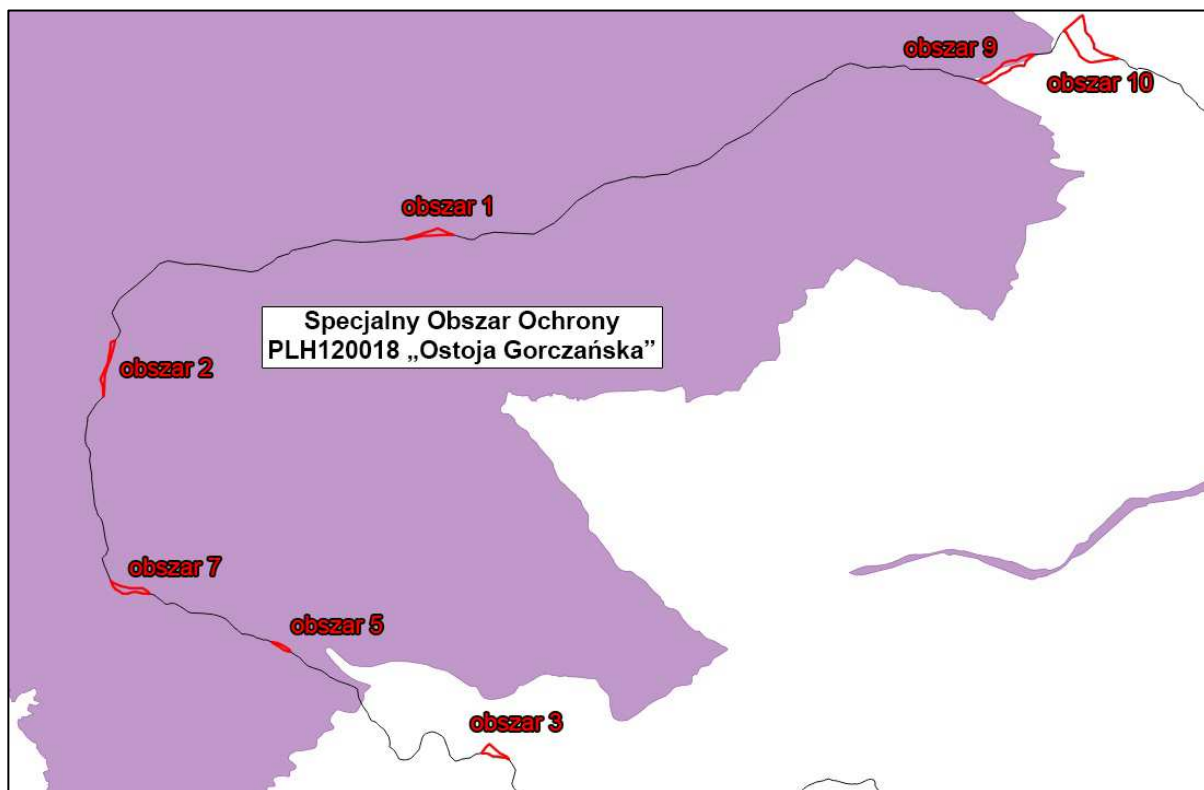 obszar 9
obszar 10
obszar 1
Specjalny Obszar Ochrony
PLH120018 „Ostoja Gorczańska”
obszar 2
obszar 7
obszar 5
obszar 3